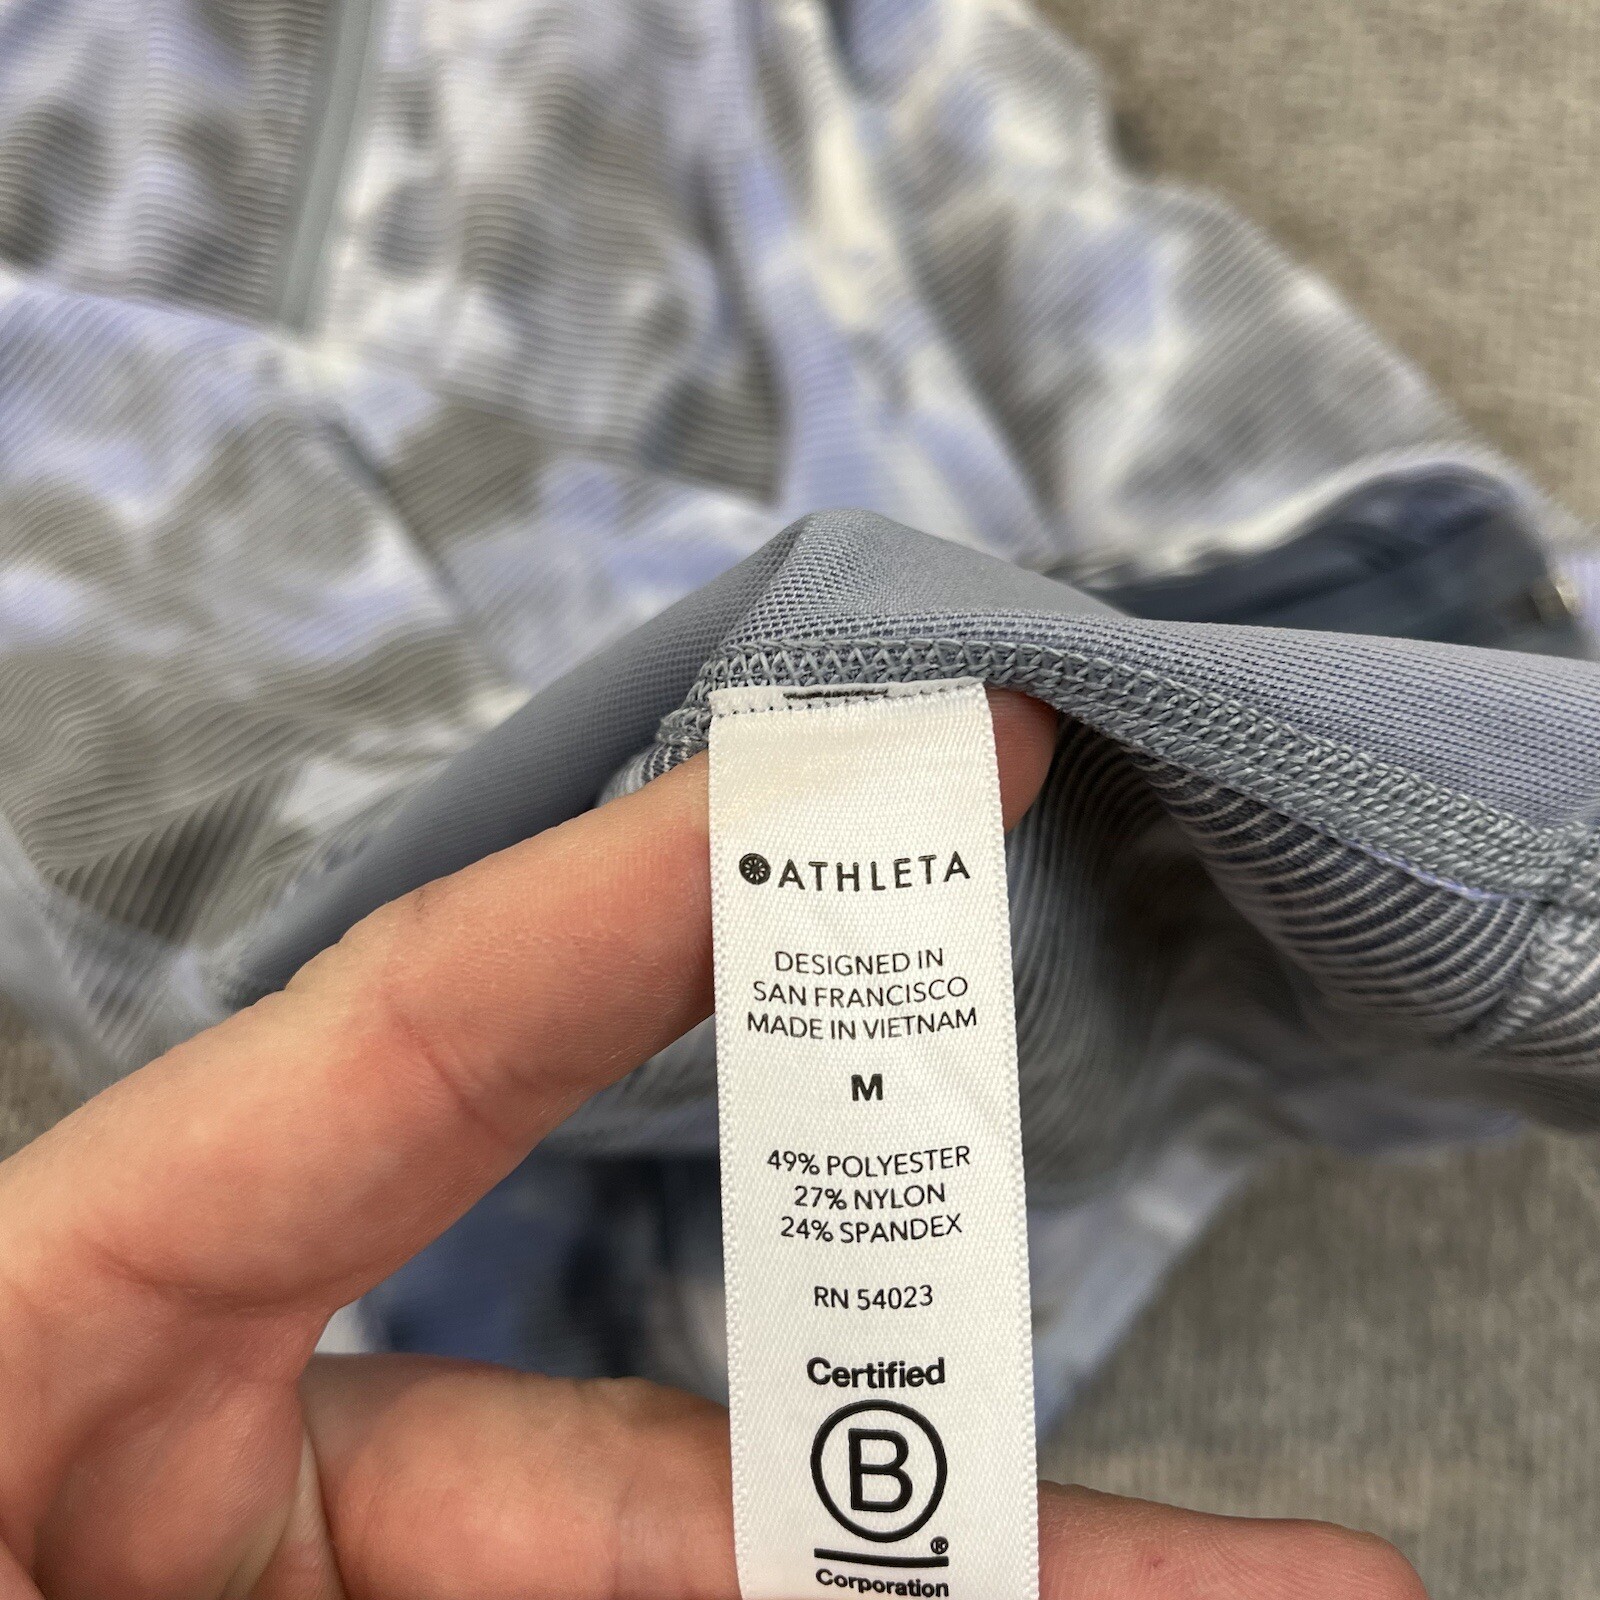 ATHLETA
DESIGNED IN
SAN FRANCISCO
MADE IN VIETNAM
M
49% POLYESTER
27% NYLON
24% SPANDEX
RN 54023
Certified
B
®
Corporation